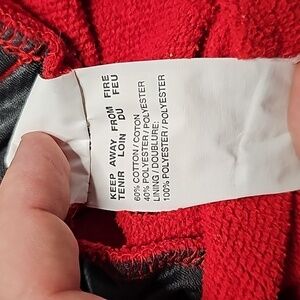 KEEP AWAY FROM FIRE
TENIR LOIN DU FEU
60% COTTON / COTON
40% POLYESTER / POLYESTER
LINING / DOUBLURE:
100% POLYESTER / POLYESTER